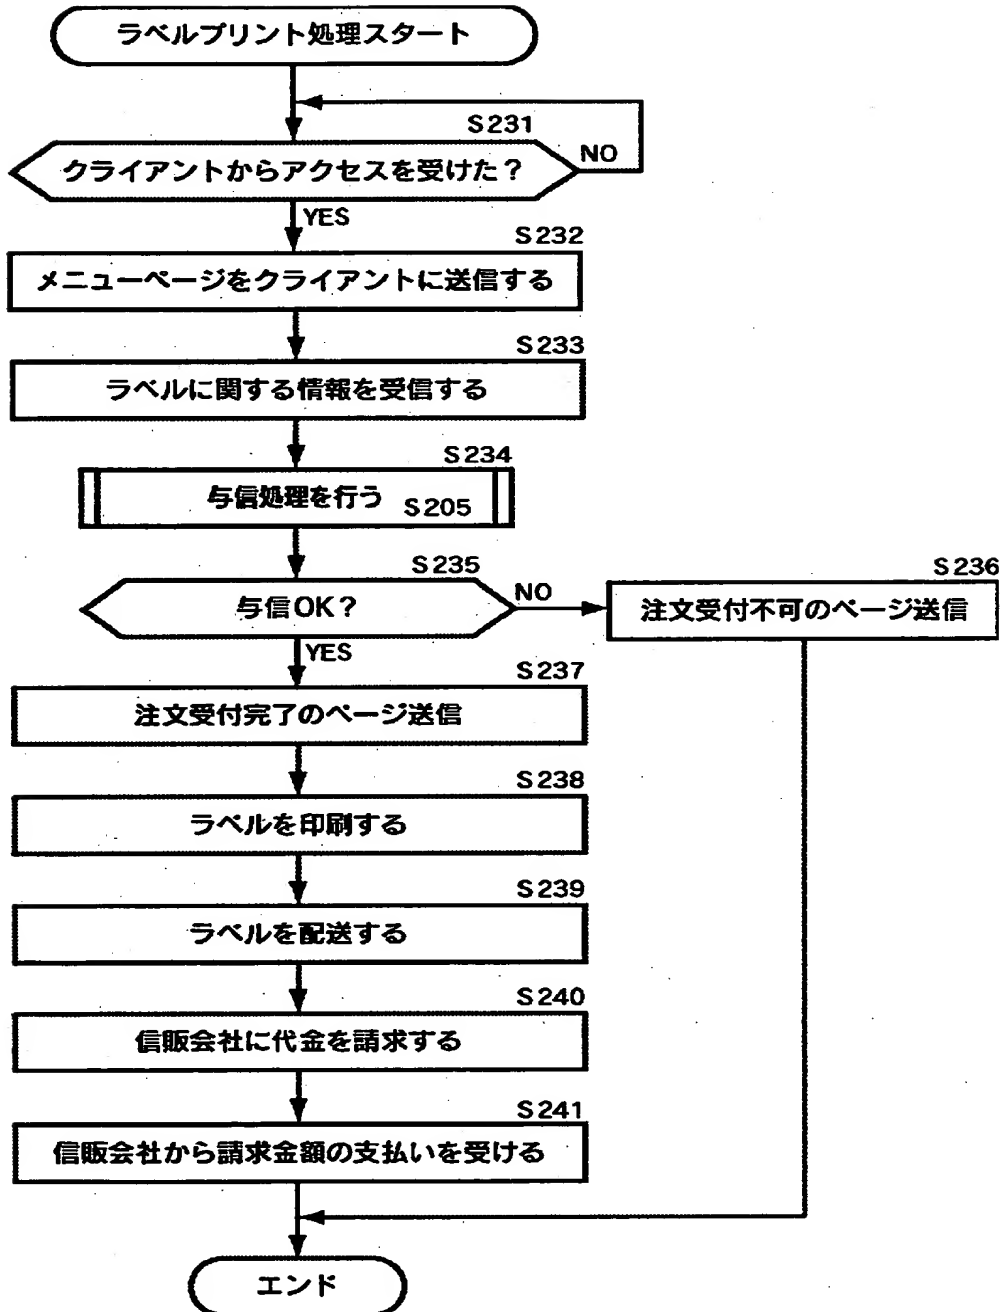 ラベルプリント処理スタート
S231
クライアントからアクセスを受けた？
NO
YES
S232
メニューページをクライアントに送信する
S233
ラベルに関する情報を受信する
S234
与信処理を行う
S205
S235
与信OK？
NO
YES
S236
注文受付不可のページ送信
S237
注文受付完了のページ送信
S238
ラベルを印刷する
S239
ラベルを配送する
S240
信販会社に代金を請求する
S241
信販会社から請求金額の支払いを受ける
エンド